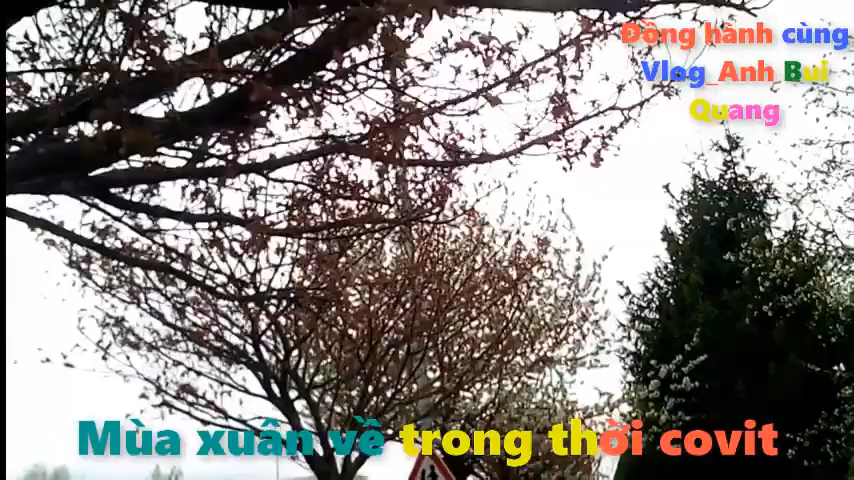 Đồng hành cùng
Vlog_Anh Bui
Quang
Mùa xuân về trong thời covit